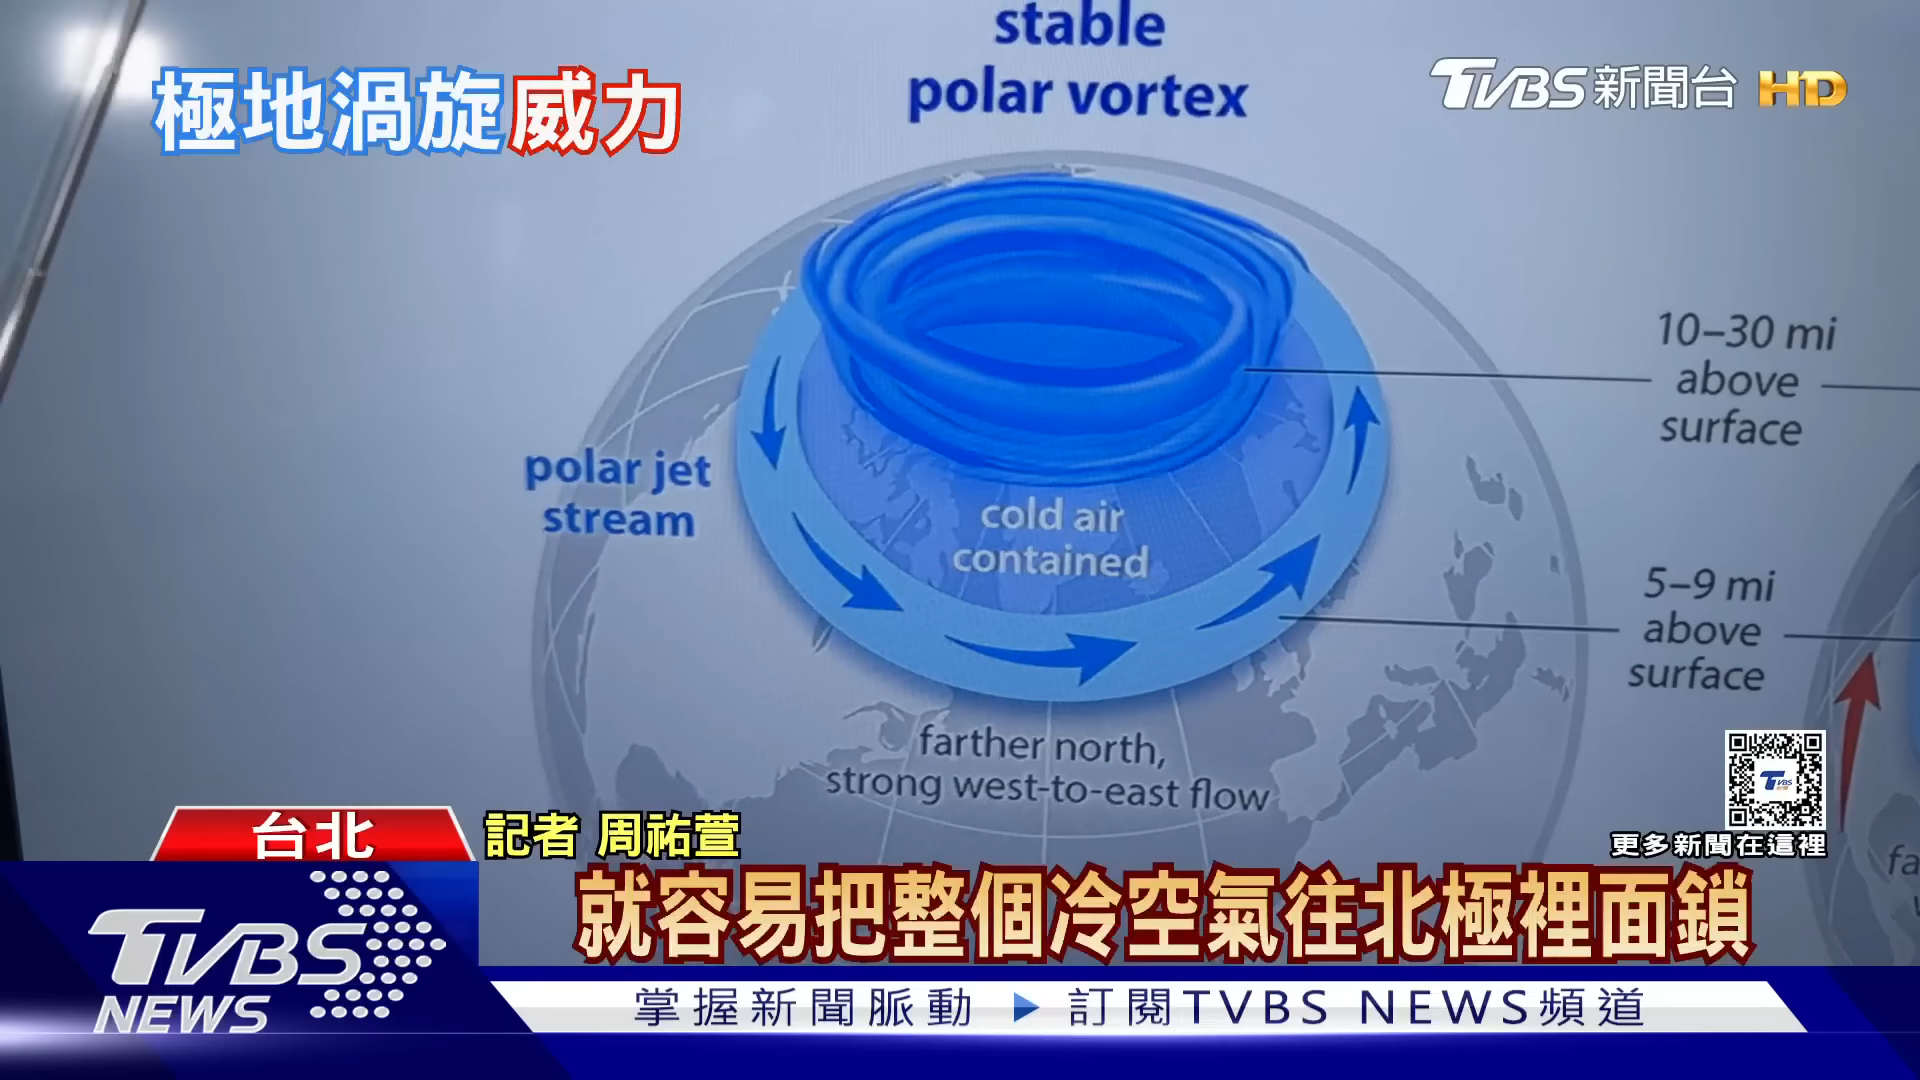 極地渦旋威力
TVBS新聞台 HD
stable
polar vortex
10–30 mi
above
surface
polar jet
stream
cold air
contained
5–9 mi
above
surface
farther north,
strong west-to-east flow
TVBS
更多新聞在這裡
fa
台北
記者 周祐萱
就容易把整個冷空氣往北極裡面鎖
TVBS
NEWS
掌握新聞脈動 ▶ 訂閱TVBS NEWS頻道